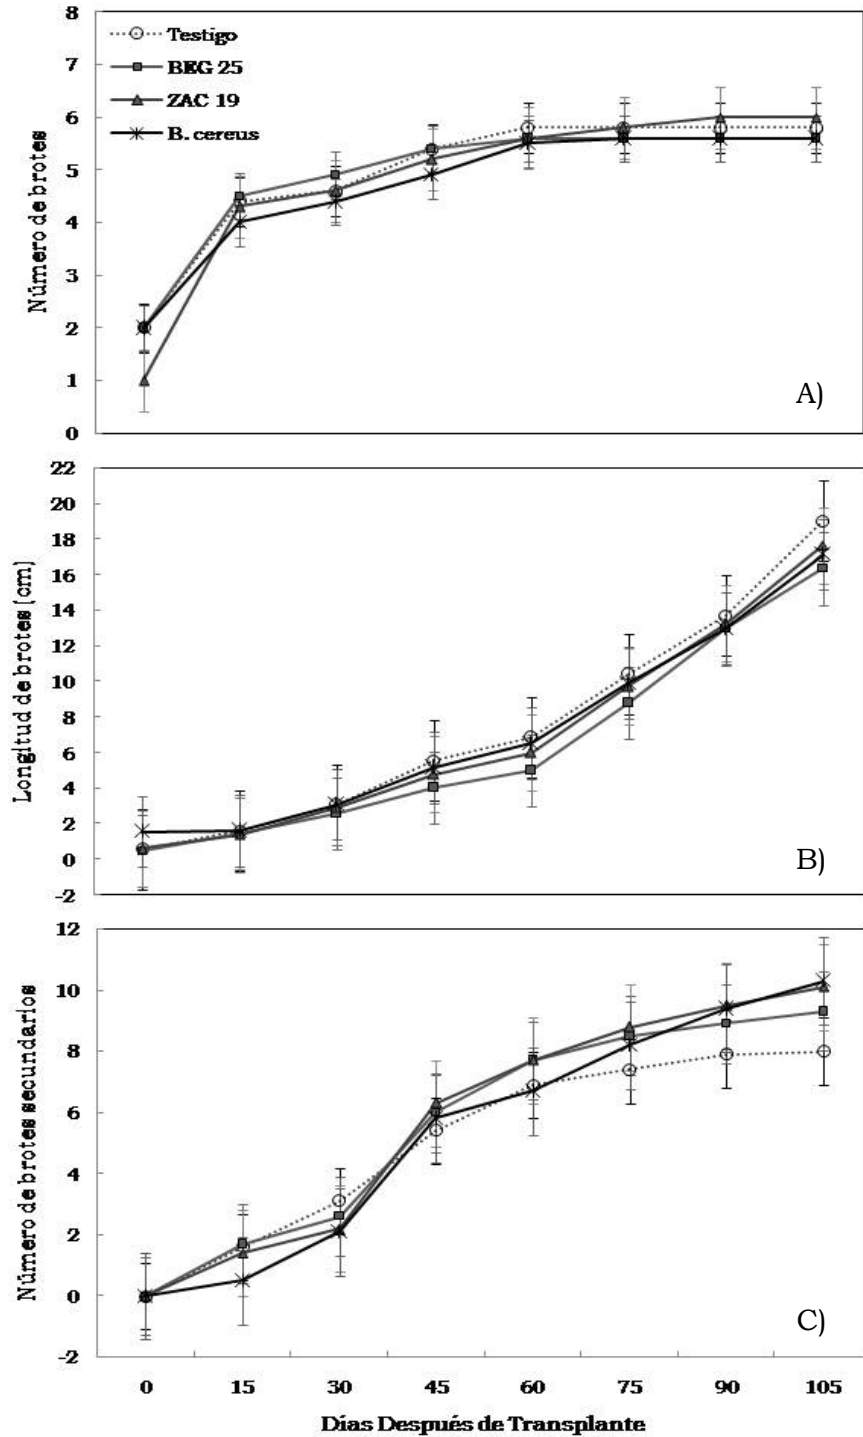 8
7
6
5
4
3
2
1
0
Número de brotes
Testigo
BEG 25
ZAC 19
B. cereus
A)
22
20
18
16
14
12
10
8
6
4
2
0
-2
Longitud de brotes (cm)
B)
12
10
8
6
4
2
0
-2
Número de brotes secundarios
C)
0 15 30 45 60 75 90 105
Días Después de Transplante